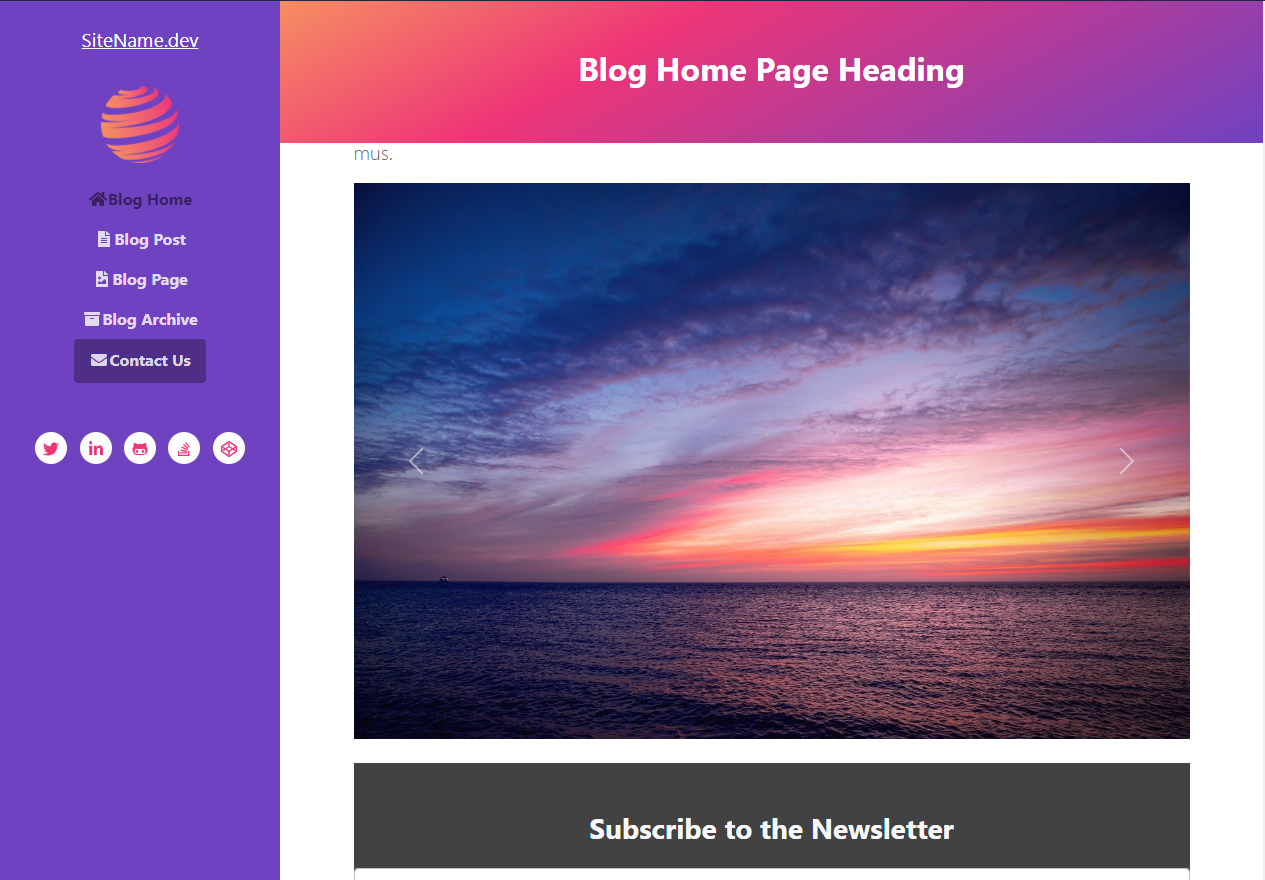 SiteName.dev
Blog Home
Blog Post
Blog Page
Blog Archive
Contact Us
in
Blog Home Page Heading
mus.
Subscribe to the Newsletter